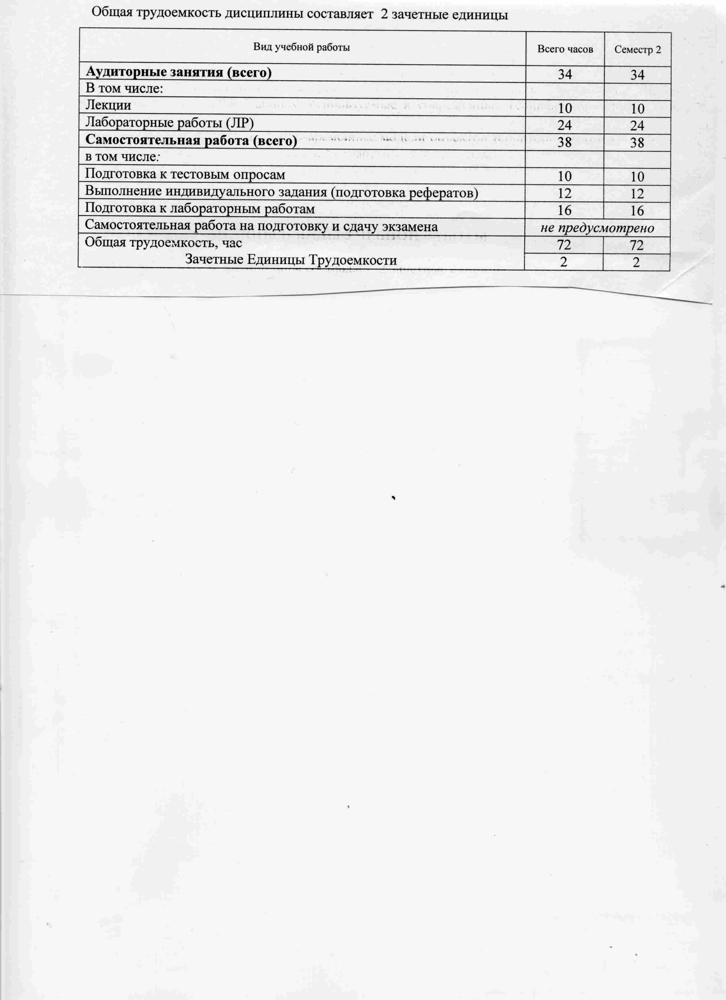 Общая трудоемкость дисциплины составляет 2 зачетные единицы
Вид учебной работы Всего часов Семестр 2
Аудиторные занятия (всего) 34 34
В том числе:
Лекции 10 10
Лабораторные работы (ЛР) 24 24
Самостоятельная работа (всего) 38 38
в том числе:
Подготовка к тестовым опросам 10 10
Выполнение индивидуального задания (подготовка рефератов) 12 12
Подготовка к лабораторным работам 16 16
Самостоятельная работа на подготовку и сдачу экзамена не предусмотрено
Общая трудоемкость, час 72 72
Зачетные Единицы Трудоемкости 2 2